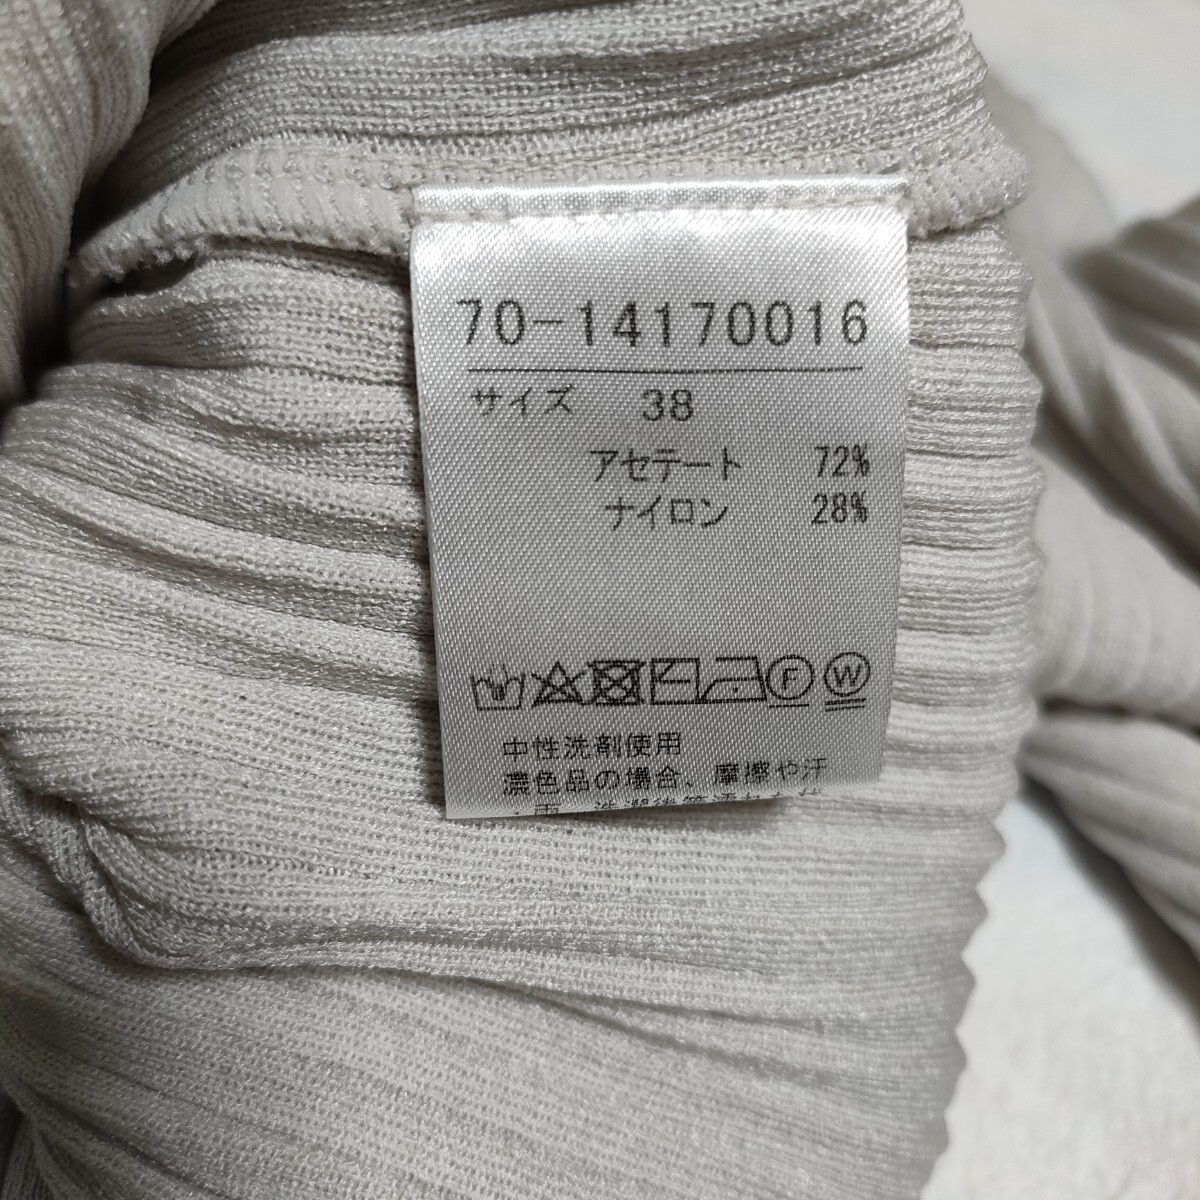 70-14170016
サイズ 38
アセテート 72%
ナイロン 28%
F W
中性洗剤使用
濃色品の場合、摩擦や汗